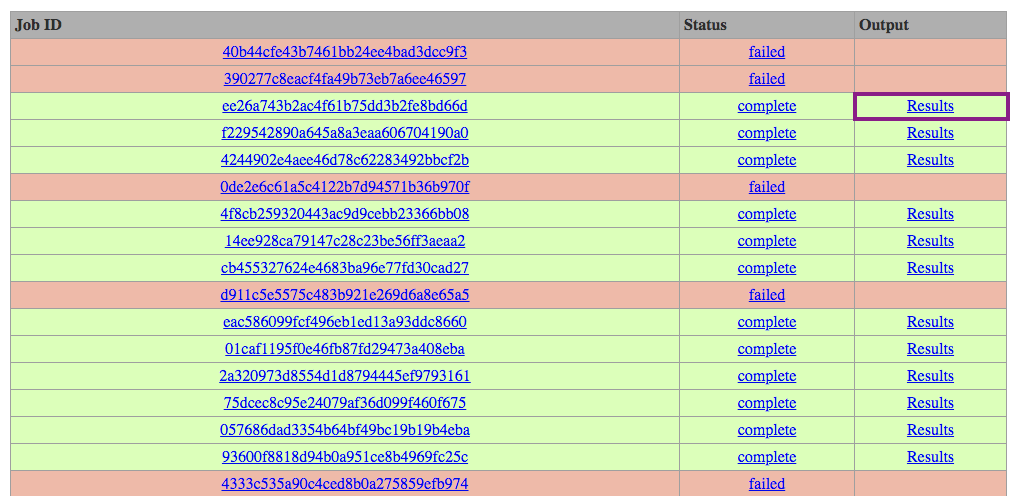 Job ID Status Output
40b44cfe43b7461bb24ee4bad3dcc9f3 failed
390277c8eacf4fa49b73eb7a6ee46597 failed
ee26a743b2ac4f61b75dd3b2fe8bd66d complete Results
f229542890a645a8a3eaa606704190a0 complete Results
4244902e4aee46d78c62283492bbcf2b complete Results
0de2e6c61a5c4122b7d94571b36b970f failed
4f8cb259320443ac9d9cebb23366bb08 complete Results
14ee928ca79147c28c23be56ff3aeaa2 complete Results
cb455327624e4683ba96e77fd30cad27 complete Results
d911c5e5575c483b921e269d6a8e65a5 failed
eac586099fcf496eb1ed13a93ddc8660 complete Results
01caf1195f0e46fb87fd29473a408eba complete Results
2a320973d8554d1d8794445ef9793161 complete Results
75dcec8c95e24079af36d099f460f675 complete Results
057686dad3354b64bf49bc19b19b4eba complete Results
93600f8818d94b0a951ce8b4969fc25c complete Results
4333c535a90c4ced8b0a275859efb974 failed